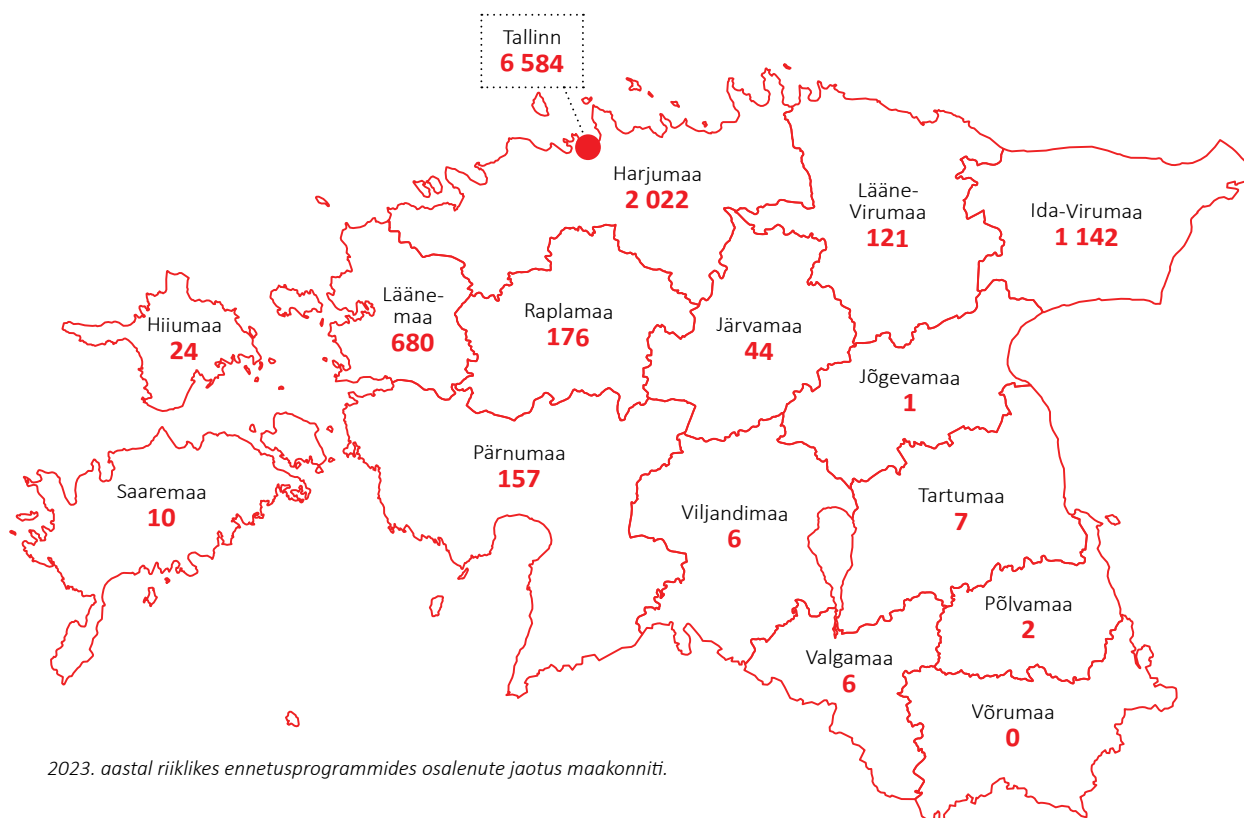 Tallinn
6 584
Harjumaa
2 022
Lääne-
Virumaa
121
Ida-Virumaa
1 142
Hiiumaa
24
Lääne-
maa
680
Raplamaa
176
Järvamaa
44
Jõgevamaa
1
Saaremaa
10
Pärnumaa
157
Viljandimaa
6
Tartumaa
7
Põlvamaa
2
Valgamaa
6
Võrumaa
0
2023. aastal riiklikes ennetusprogrammides osalenute jaotus maakonniti.